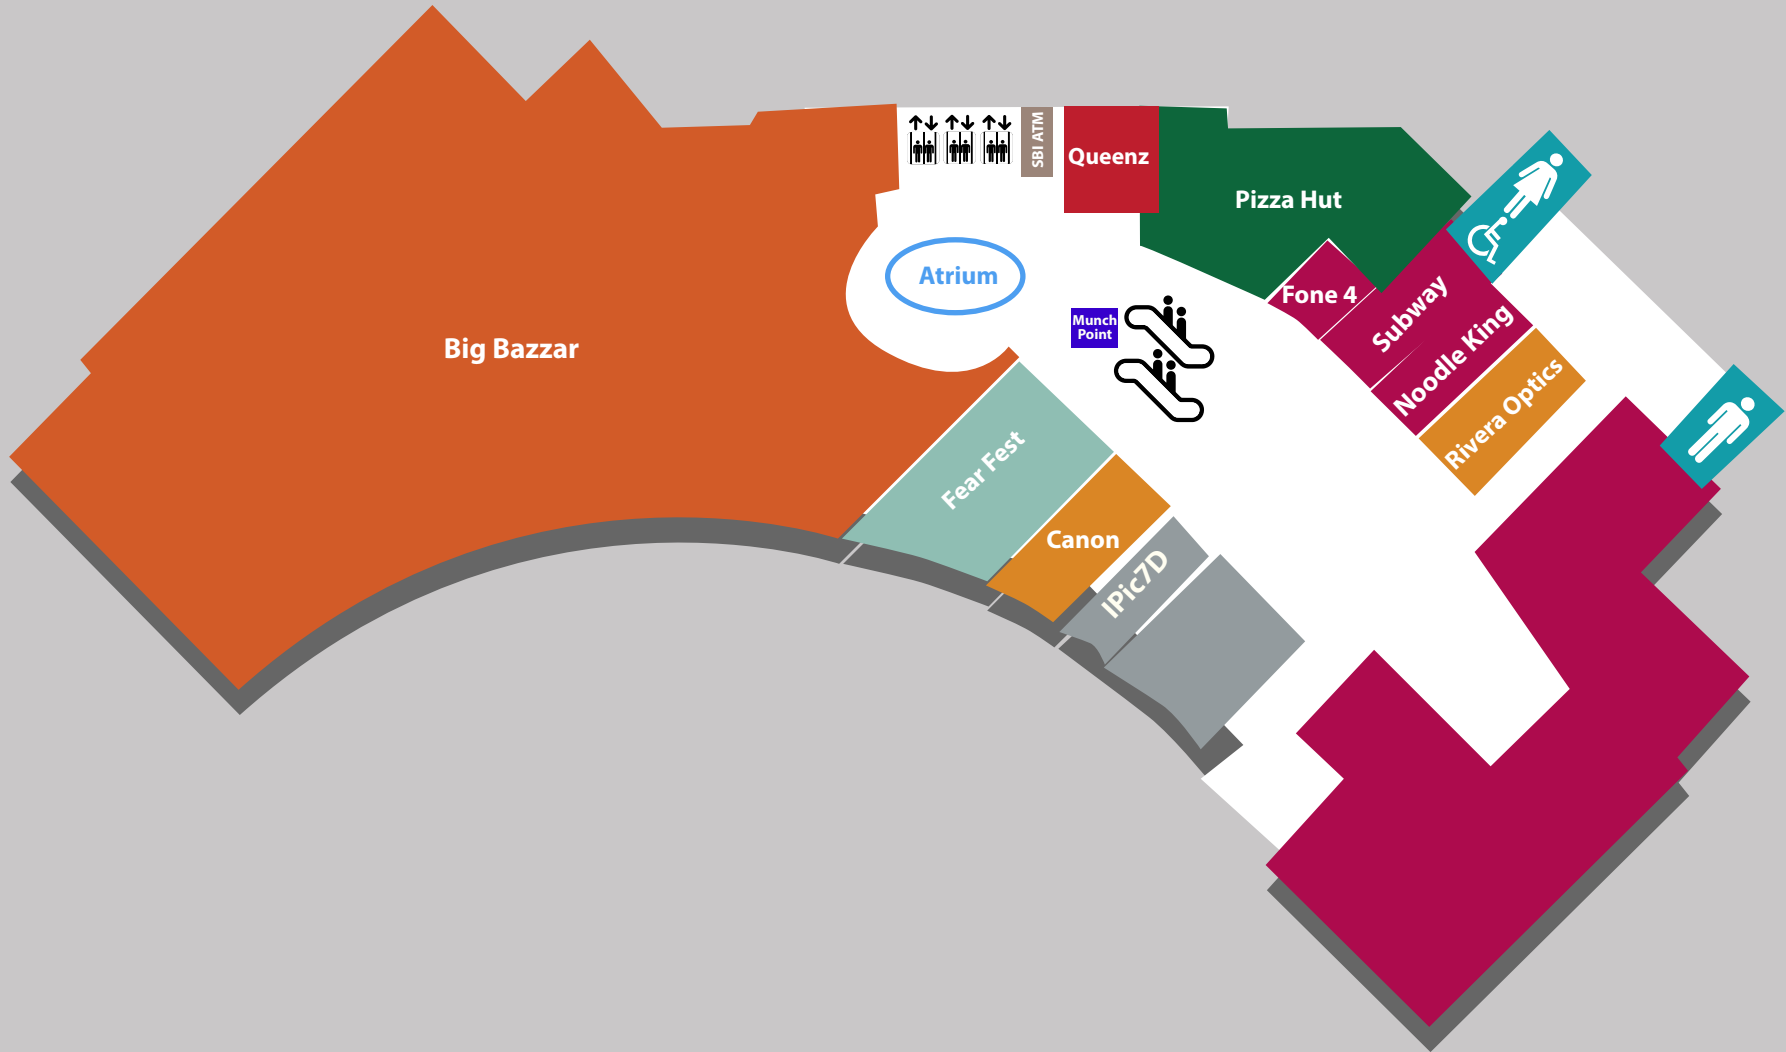 SBI ATM
Queenz
Pizza Hut
Atrium
Fone 4
Munch
Point
Subway
Noodle King
Big Bazzar
Rivera Optics
Fear Fest
Canon
IPic7D